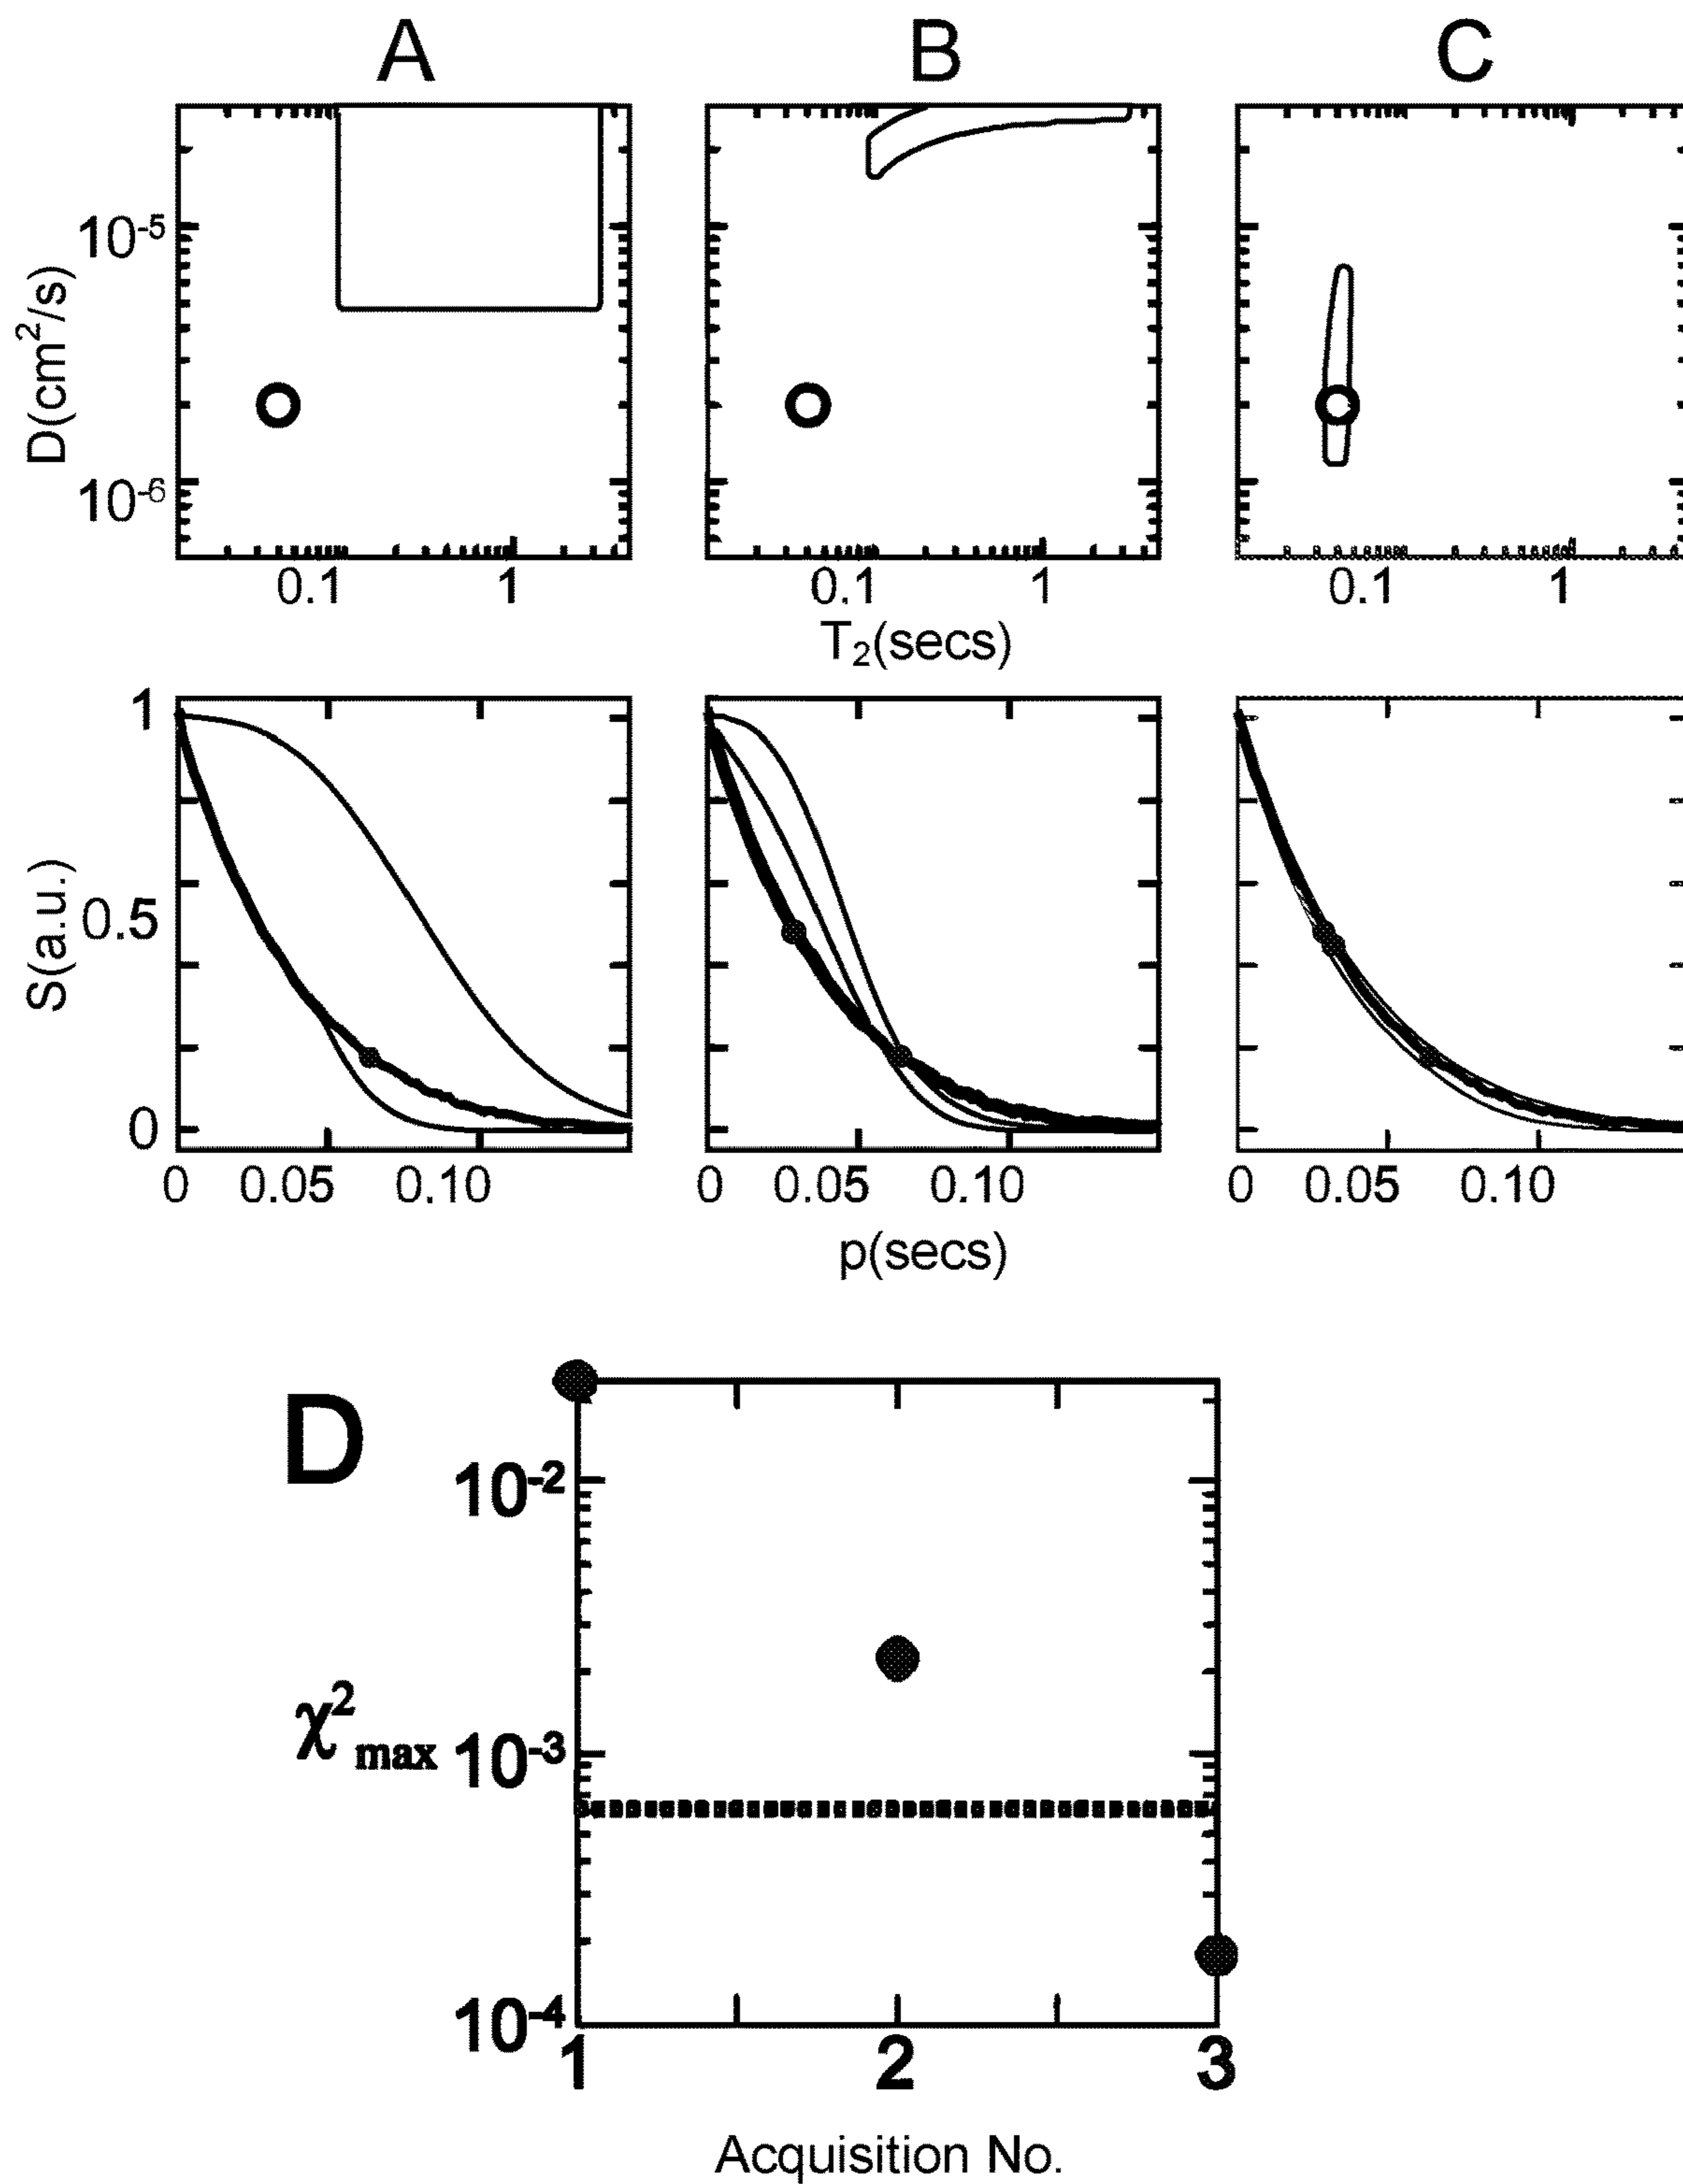 A B C
D(cm²/s)
10⁻⁵
10⁻⁶
0.1 1 0.1 1 0.1 1
T₂(secs)
S(a.u.)
1
0.5
0
0 0.05 0.10 0 0.05 0.10 0 0.05 0.10
p(secs)
D
10⁻²
χ²max 10⁻³
10⁻⁴
1 2 3
Acquisition No.